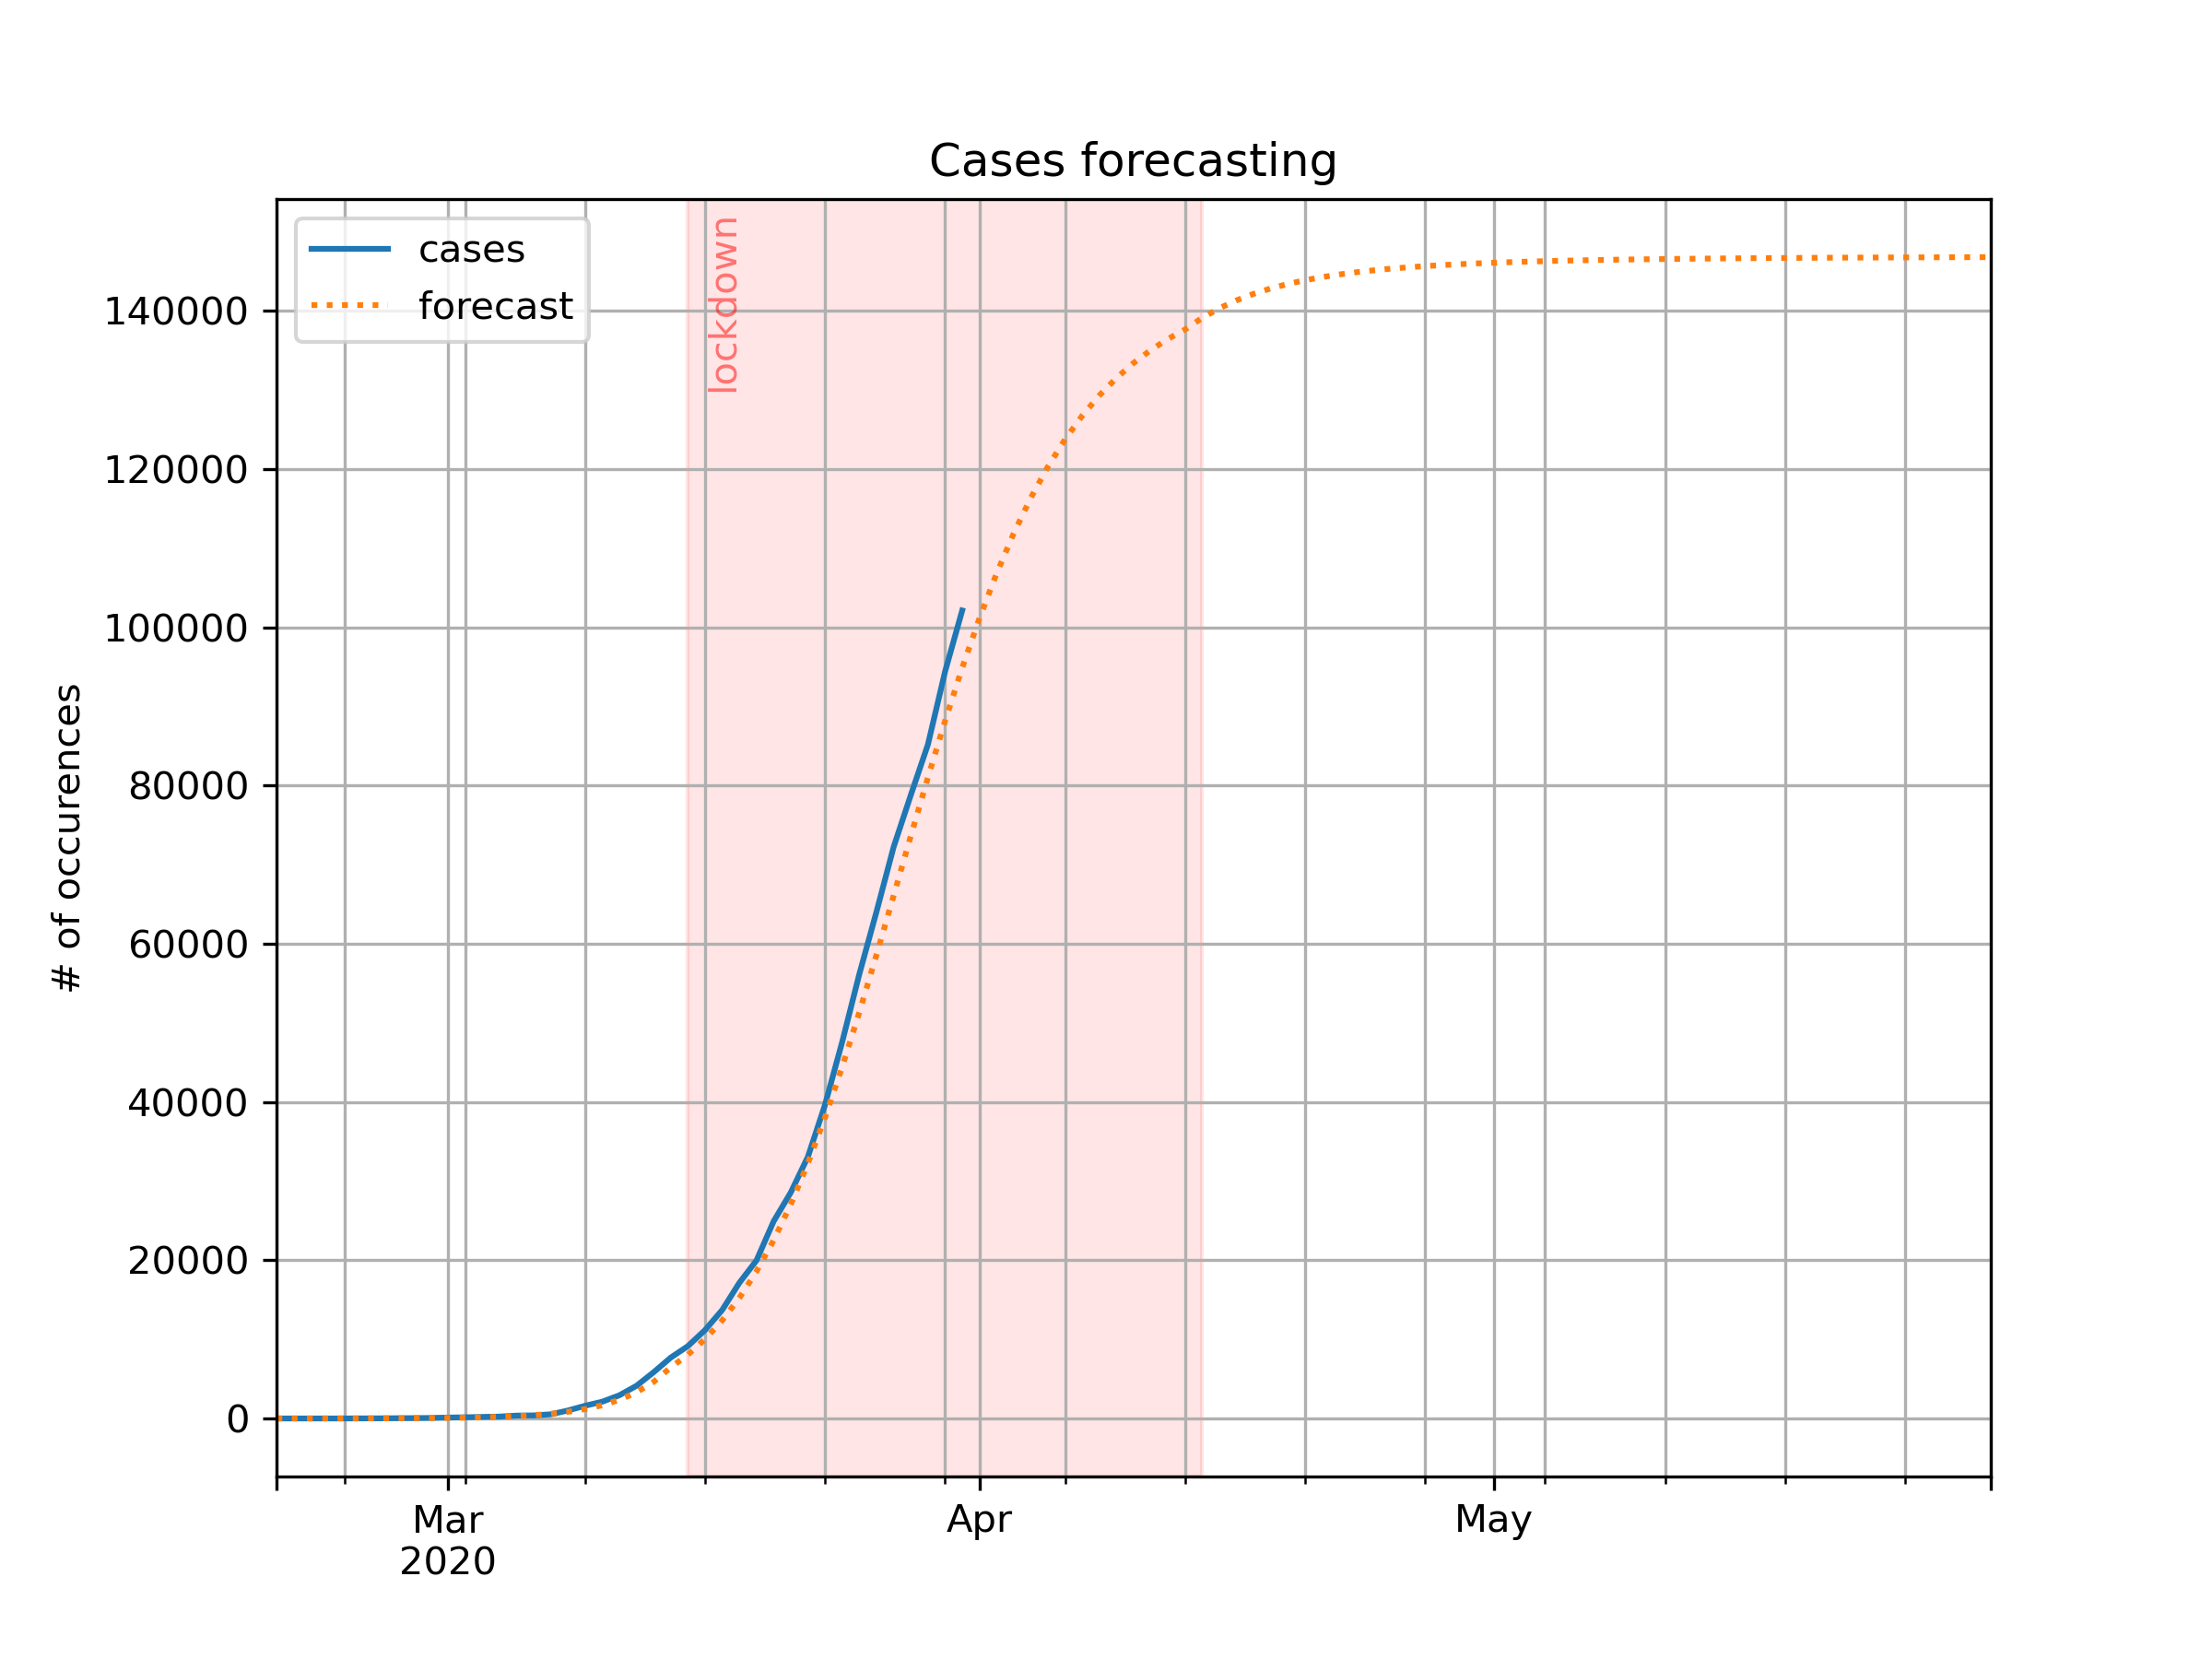 Cases forecasting
cases
forecast
lockdown
# of occurences
140000
120000
100000
80000
60000
40000
20000
0
Mar
2020
Apr
May